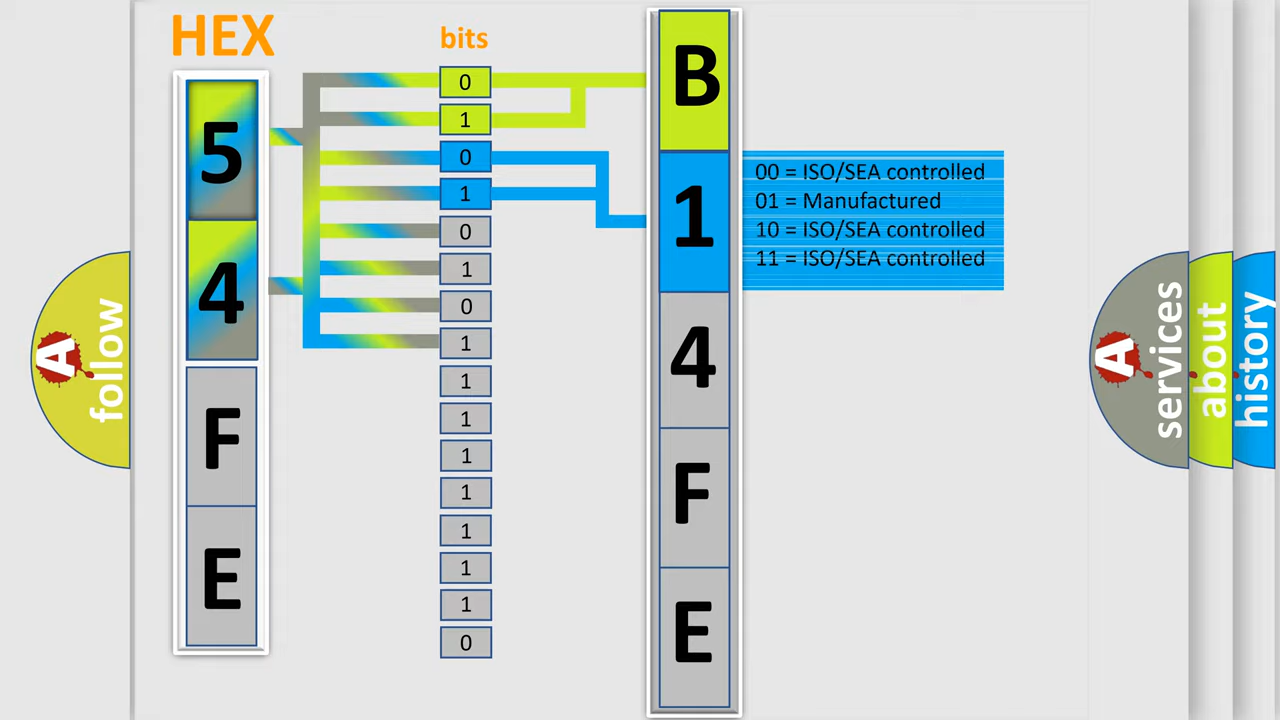 HEX
bits
5
4
F
E
0
1
0
1
0
1
0
1
1
1
1
1
1
1
1
0
B
1
4
F
E
00 = ISO/SEA controlled
01 = Manufactured
10 = ISO/SEA controlled
11 = ISO/SEA controlled
A
follow
A
services
about
history